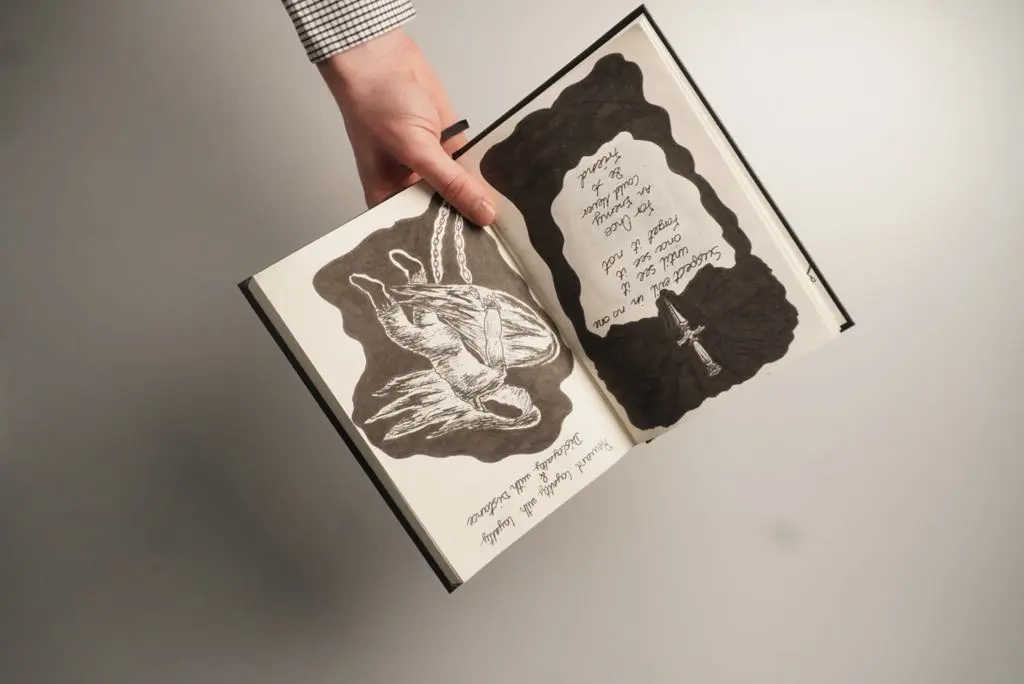 Suspect evil in no one
until see it
once see it
Forget it not
For Once
An Enemy
Could Never
Be to
Friend
Reward loyalty with loyalty
&
Disloyalty with Distance